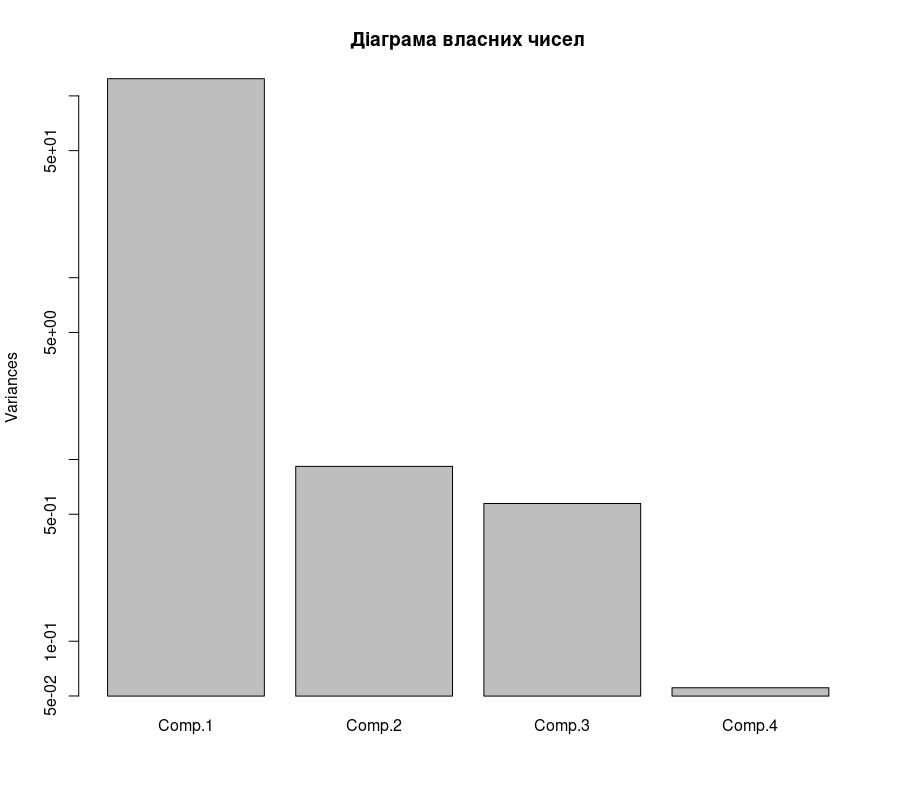 Діаграма власних чисел
Variances
5e+01
5e+00
5e-01
1e-01
5e-02
Comp.1
Comp.2
Comp.3
Comp.4